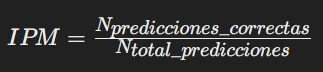 IPM = N_predicciones_correctas / N_total_predicciones